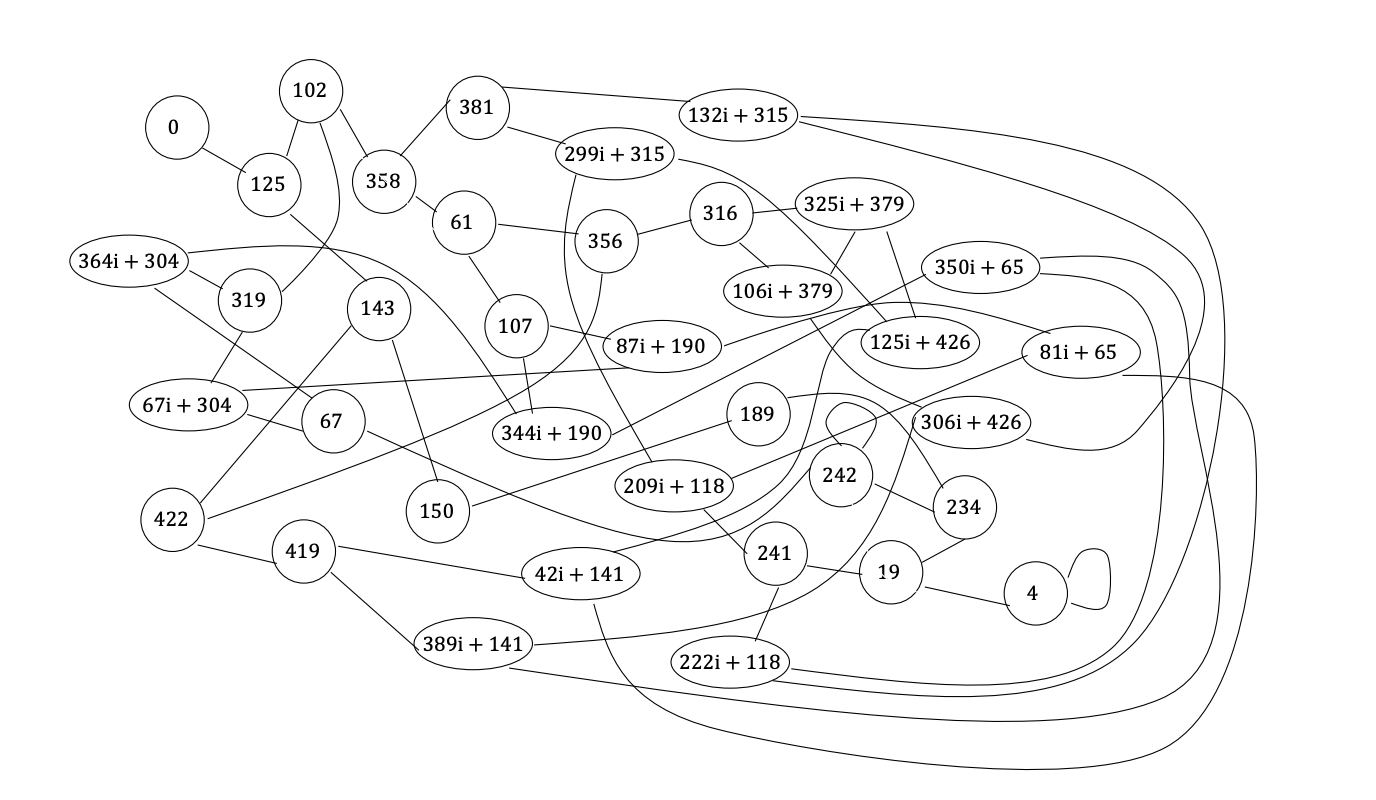 102
381
132i + 315
0
299i + 315
125
358
325i + 379
316
61
356
364i + 304
350i + 65
106i + 379
319
143
107
87i + 190
125i + 426
81i + 65
67i + 304
67
344i + 190
189
306i + 426
242
209i + 118
234
422
150
419
241
42i + 141
19
4
389i + 141
222i + 118